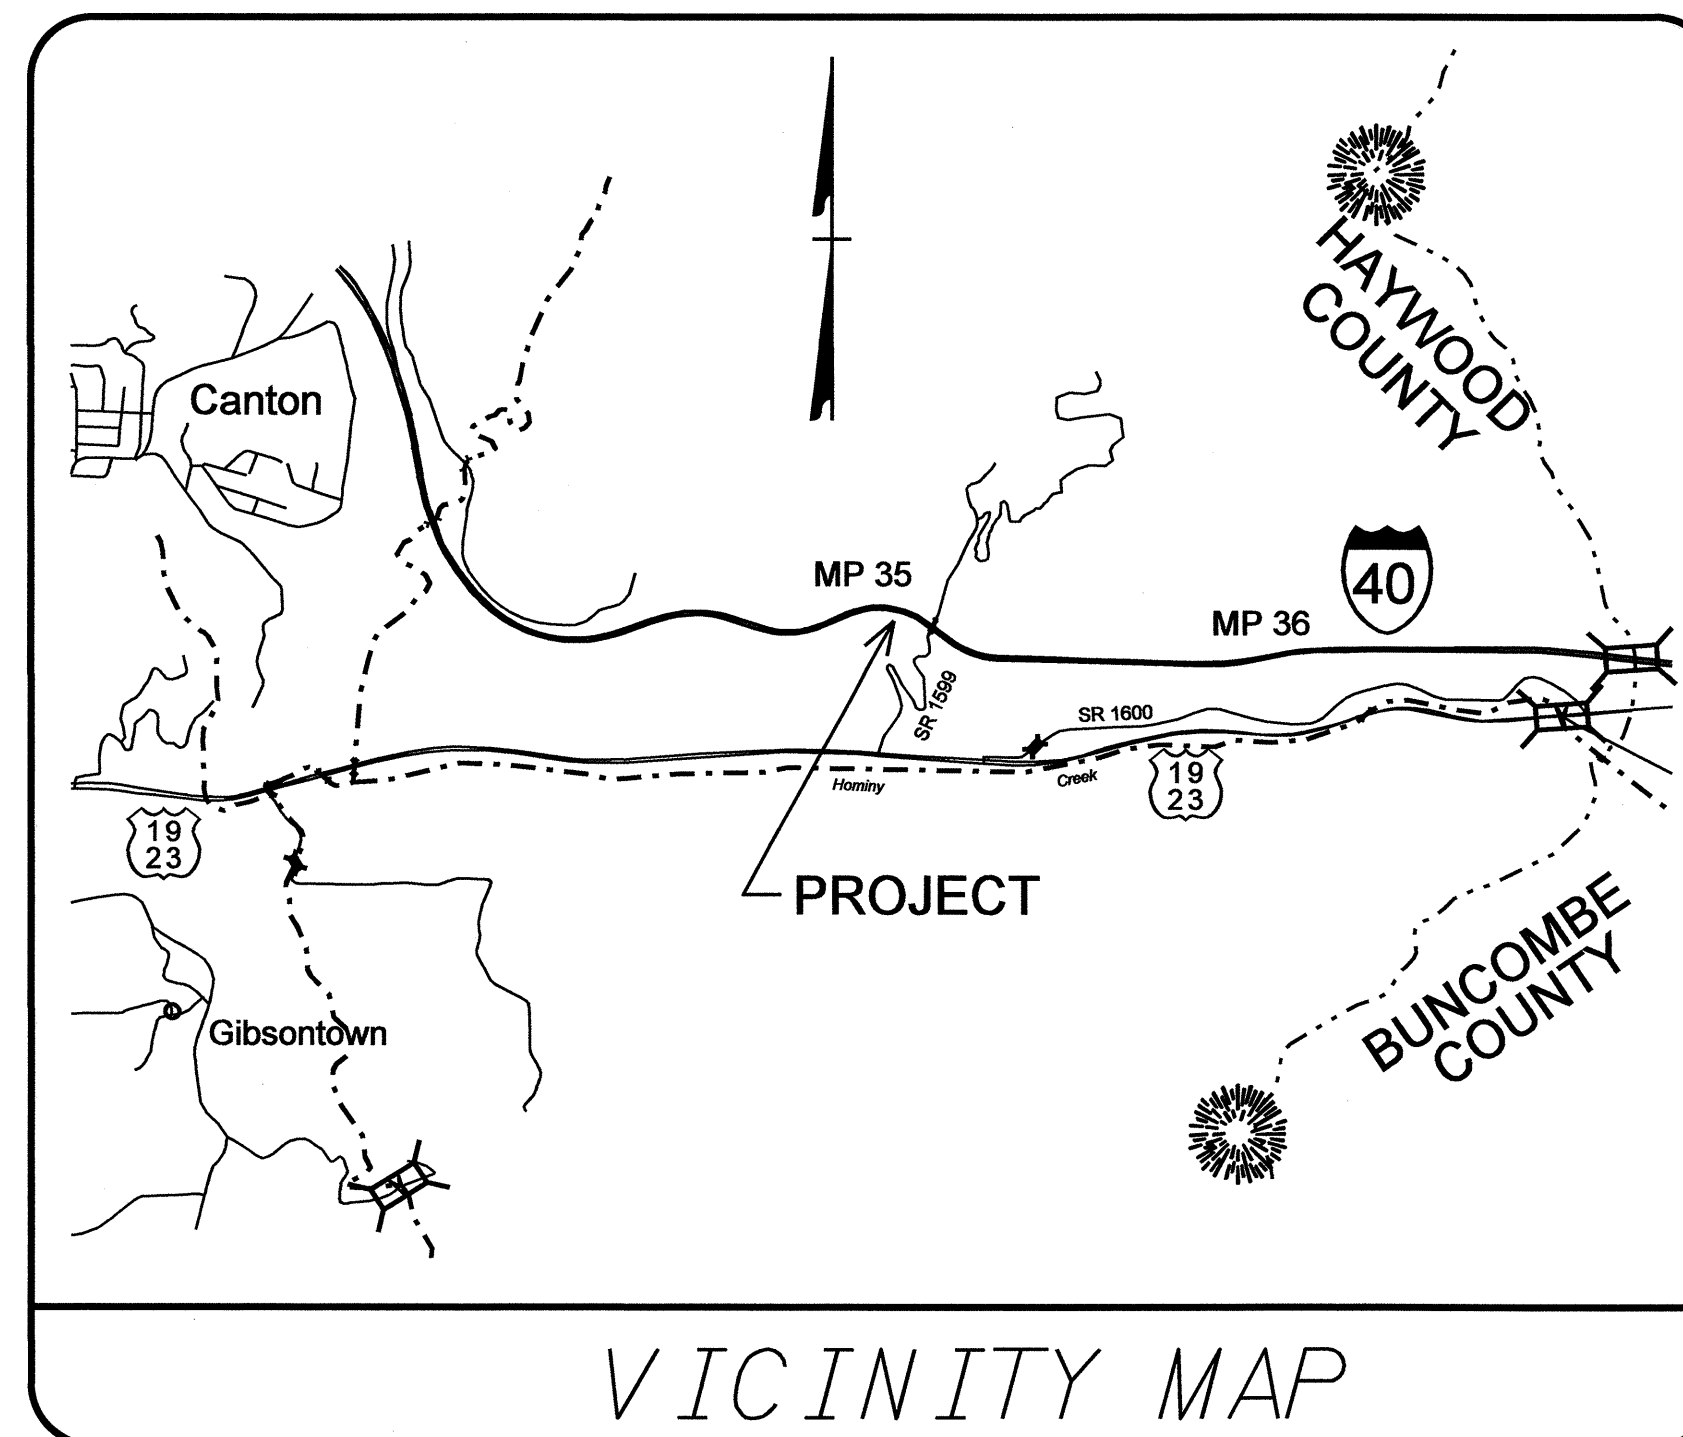 HAYWOOD
COUNTY
Canton
MP 35
40
MP 36
SR 1599
SR 1600
Hominy
Creek
19
23
19
23
PROJECT
BUNCOMBE
COUNTY
Gibsontown
VICINITY MAP